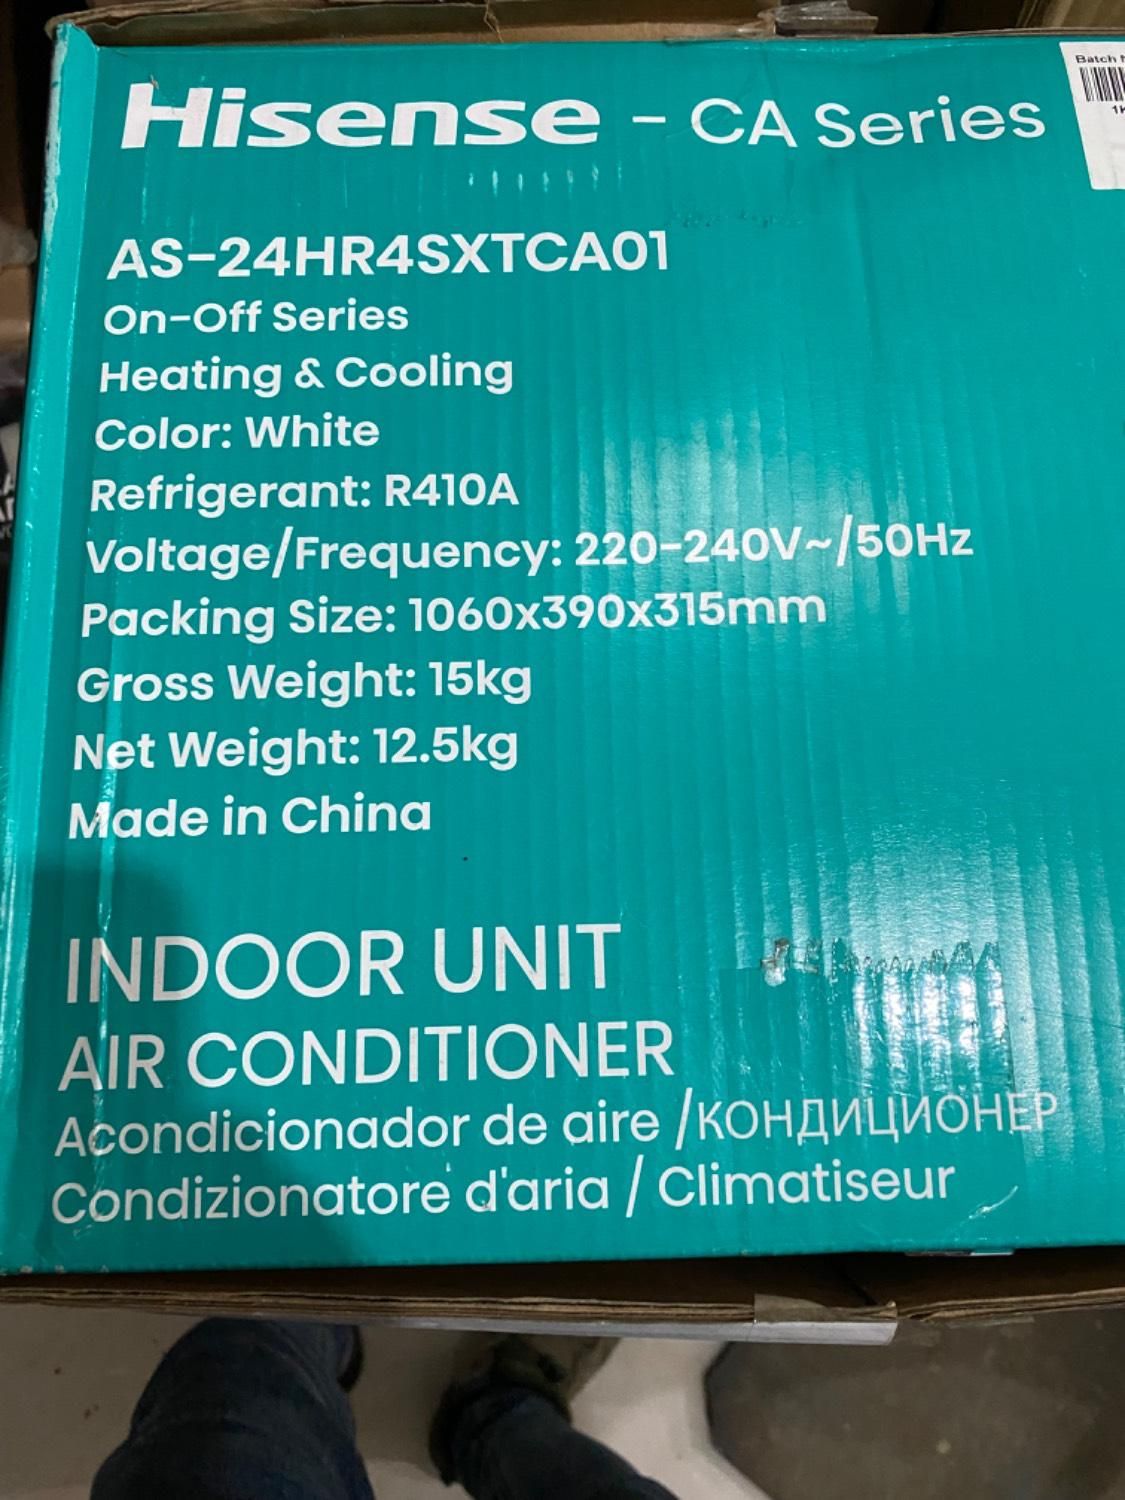 Hisense - CA Series
Batch
AS-24HR4SXTCA01
On-Off Series
Heating & Cooling
Color: White
Refrigerant: R410A
Voltage/Frequency: 220-240V~/50Hz
Packing Size: 1060x390x315mm
Gross Weight: 15kg
Net Weight: 12.5kg
Made in China
INDOOR UNIT
AIR CONDITIONER
Acondicionador de aire /КОНДИЦИОНЕР
Condizionatore d'aria / Climatiseur